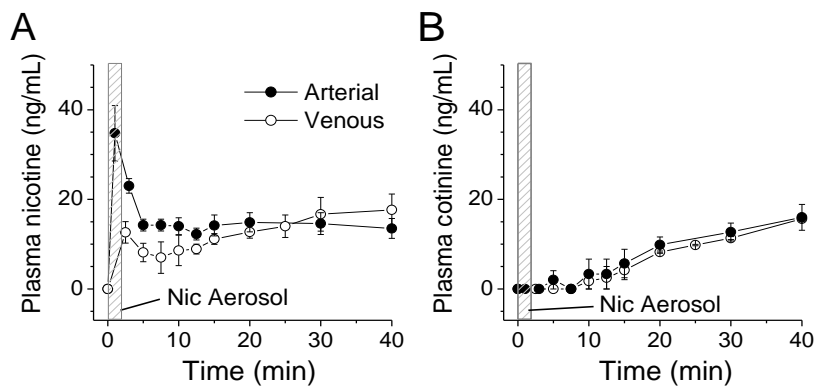 A
Plasma nicotine (ng/mL)
40
20
0
Arterial
Venous
Nic Aerosol
0 10 20 30 40
Time (min)
B
Plasma cotinine (ng/mL)
40
20
0
Nic Aerosol
0 10 20 30 40
Time (min)